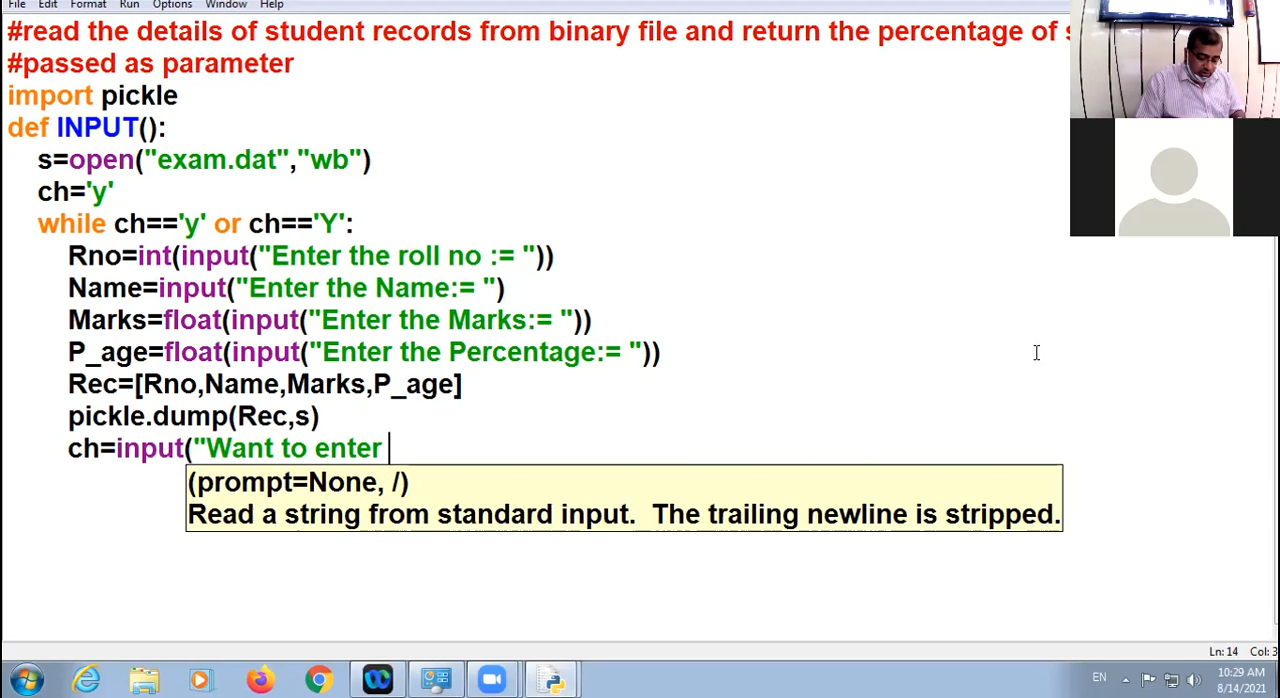 File Edit Format Run Options Window Help
#read the details of student records from binary file and return the percentage of
#passed as parameter
import pickle
def INPUT():
s=open("exam.dat","wb")
ch='y'
while ch=='y' or ch=='Y':
Rno=int(input("Enter the roll no := "))
Name=input("Enter the Name:= ")
Marks=float(input("Enter the Marks:= "))
P_age=float(input("Enter the Percentage:= "))
Rec=[Rno,Name,Marks,P_age]
pickle.dump(Rec,s)
ch=input("Want to enter
(prompt=None, /)
Read a string from standard input.  The trailing newline is stripped.
Ln: 14 Col: 3
EN
10:29 AM
8/14/2021